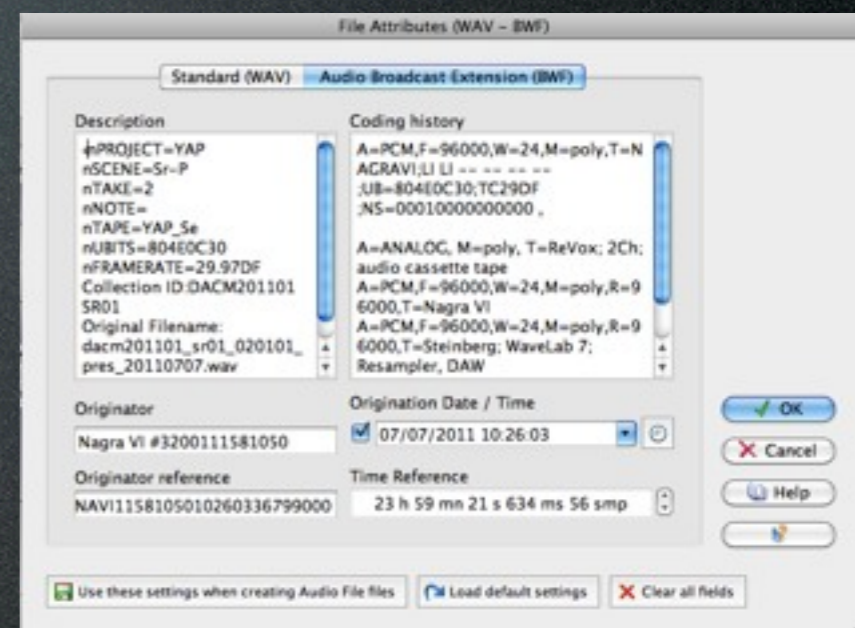 File Attributes (WAV - BWF)
Standard (WAV)
Audio Broadcast Extension (BWF)
Description
nPROJECT=YAP
nSCENE=Sr-P
nTAKE=2
nNOTE=
nTAPE=YAP_Se
nUBITS=804E0C30
nFRAMERATE=29.97DF
Collection ID:DACM201101
SR01
Original Filename:
dacm201101_sr01_020101_
pres_20110707.wav
Coding history
A=PCM,F=96000,W=24,M=poly,T=N
AGRAVI;LI LI -- -- -- --
;UB=804E0C30;TC29DF
;NS=00010000000000 ,
A=ANALOG, M=poly, T=ReVox; 2Ch;
audio cassette tape
A=PCM,F=96000,W=24,M=poly,R=9
6000,T=Nagra VI
A=PCM,F=96000,W=24,M=poly,R=9
6000,T=Steinberg; WaveLab 7;
Resampler, DAW
Originator
Nagra VI #3200111581050
Origination Date / Time
07/07/2011 10:26:03
Originator reference
NAVI11581050102603367​99000
Time Reference
23 h 59 mn 21 s 634 ms 56 smp
OK
Cancel
Help
Use these settings when creating Audio File files
Load default settings
Clear all fields